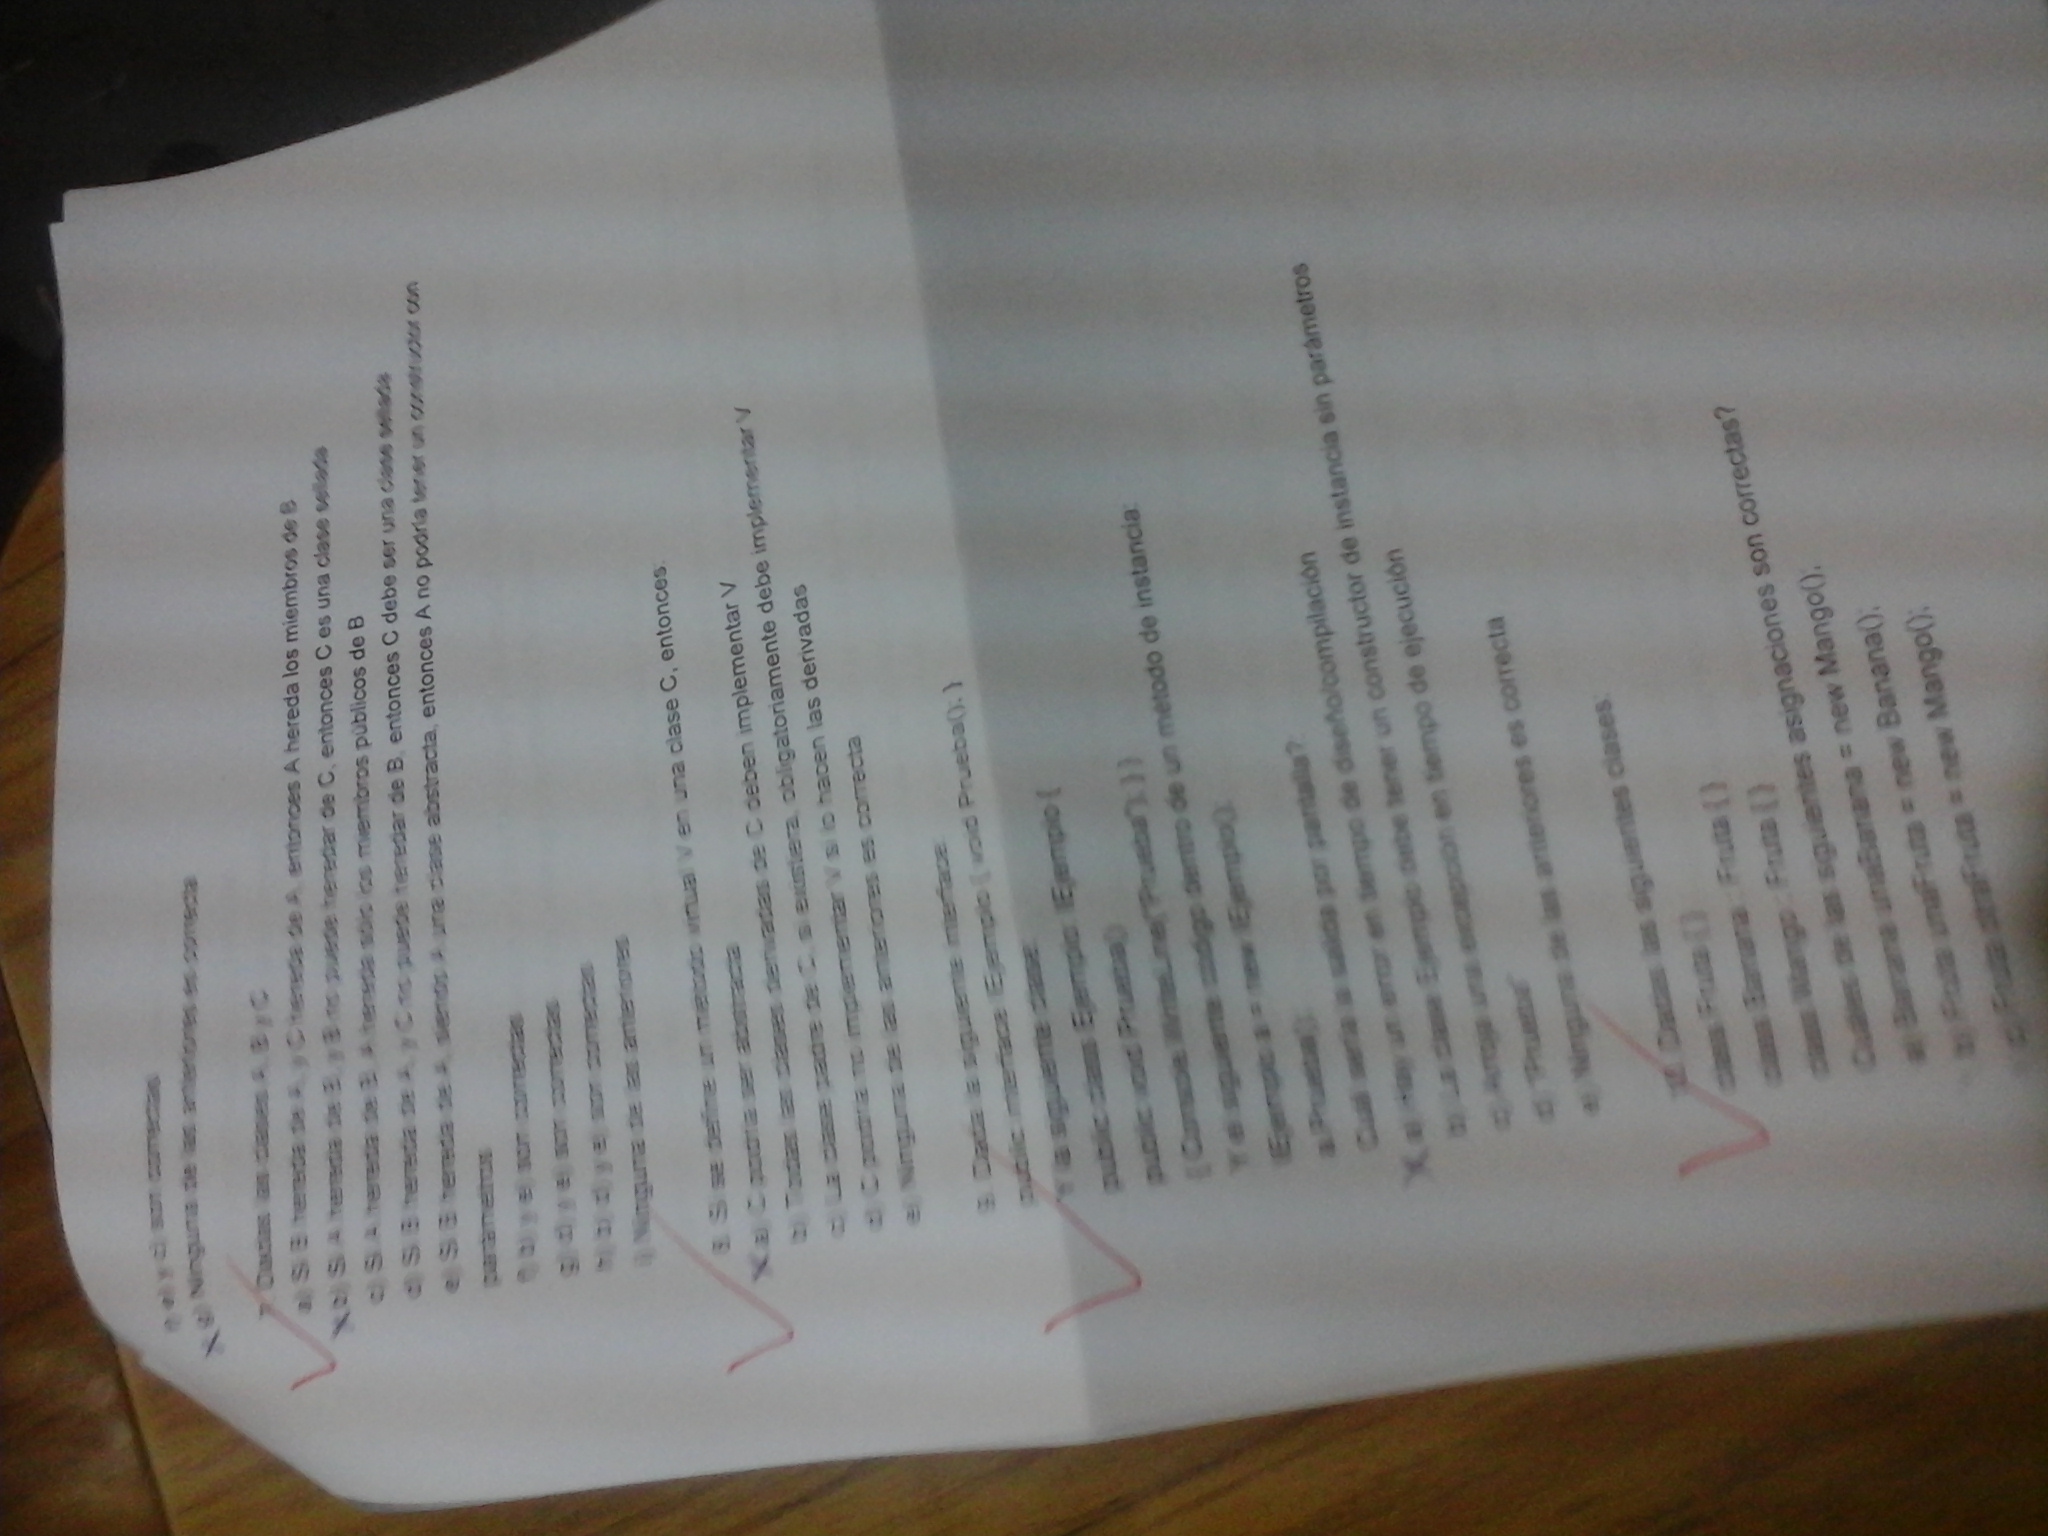 f) a) y c) son correctas
X g) Ninguna de las anteriores es correcta
7. Dadas las clases A, B y C
a) Si B hereda de A, y C hereda de A, entonces A hereda los miembros de B
X b) Si A hereda de B, y B no puede heredar de C, entonces C es una clase sellada
c) Si A hereda de B, A hereda sólo los miembros públicos de B
d) Si B hereda de A, y C no puede heredar de B, entonces C debe ser una clase sellada
e) Si B hereda de A, siendo A una clase abstracta, entonces A no podría tener un constructor con
parámetros
f) b) y e) son correctas
g) d) y e) son correctas
h) b), d) y e) son correctas
i) Ninguna de las anteriores
8. Si se define un método virtual V en una clase C, entonces:
X a) C podría ser abstracta
b) Todas las clases derivadas de C deben implementar V
c) La clase padre de C, si existiera, obligatoriamente debe implementar V
d) C podría no implementar V si lo hacen las derivadas
e) Ninguna de las anteriores es correcta
9. Dada la siguiente interface:
public interface IEjemplo { void Prueba(); }
Y la siguiente clase:
public class Ejemplo: IEjemplo {
public void Prueba()
{ Console.WriteLine("Prueba"); } }
Y el siguiente código dentro de un método de instancia:
IEjemplo a = new IEjemplo();
a.Prueba();
Cual sería la salida por pantalla?:
X a) Hay un error en tiempo de diseño/compilación
b) La clase Ejemplo debe tener un constructor de instancia sin parámetros
c) Arroja una excepción en tiempo de ejecución
d) "Prueba"
e) Ninguna de las anteriores es correcta
10. Dadas las siguientes clases:
class Fruta { }
class Banana : Fruta { }
class Mango : Fruta { }
Cuáles de las siguientes asignaciones son correctas?
a) Banana unaBanana = new Mango();
b) Fruta unaFruta = new Banana();
c) Fruta otraFruta = new Mango();